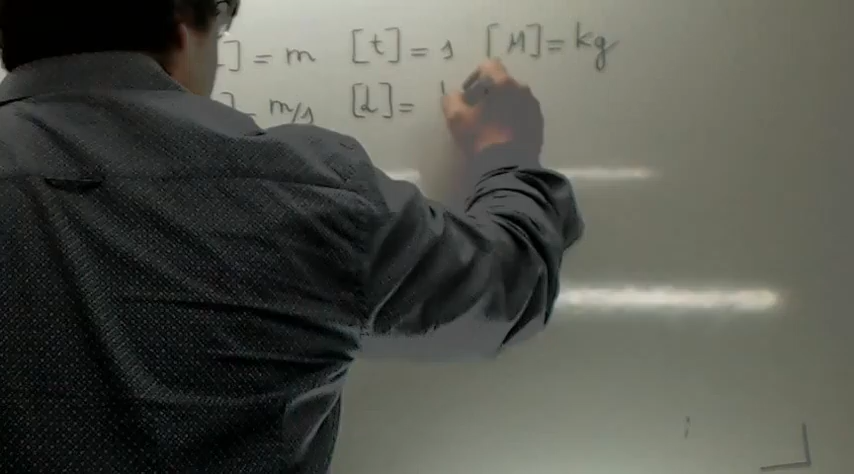 ] = m [t] = s [M] = kg
] = m/s [d] =